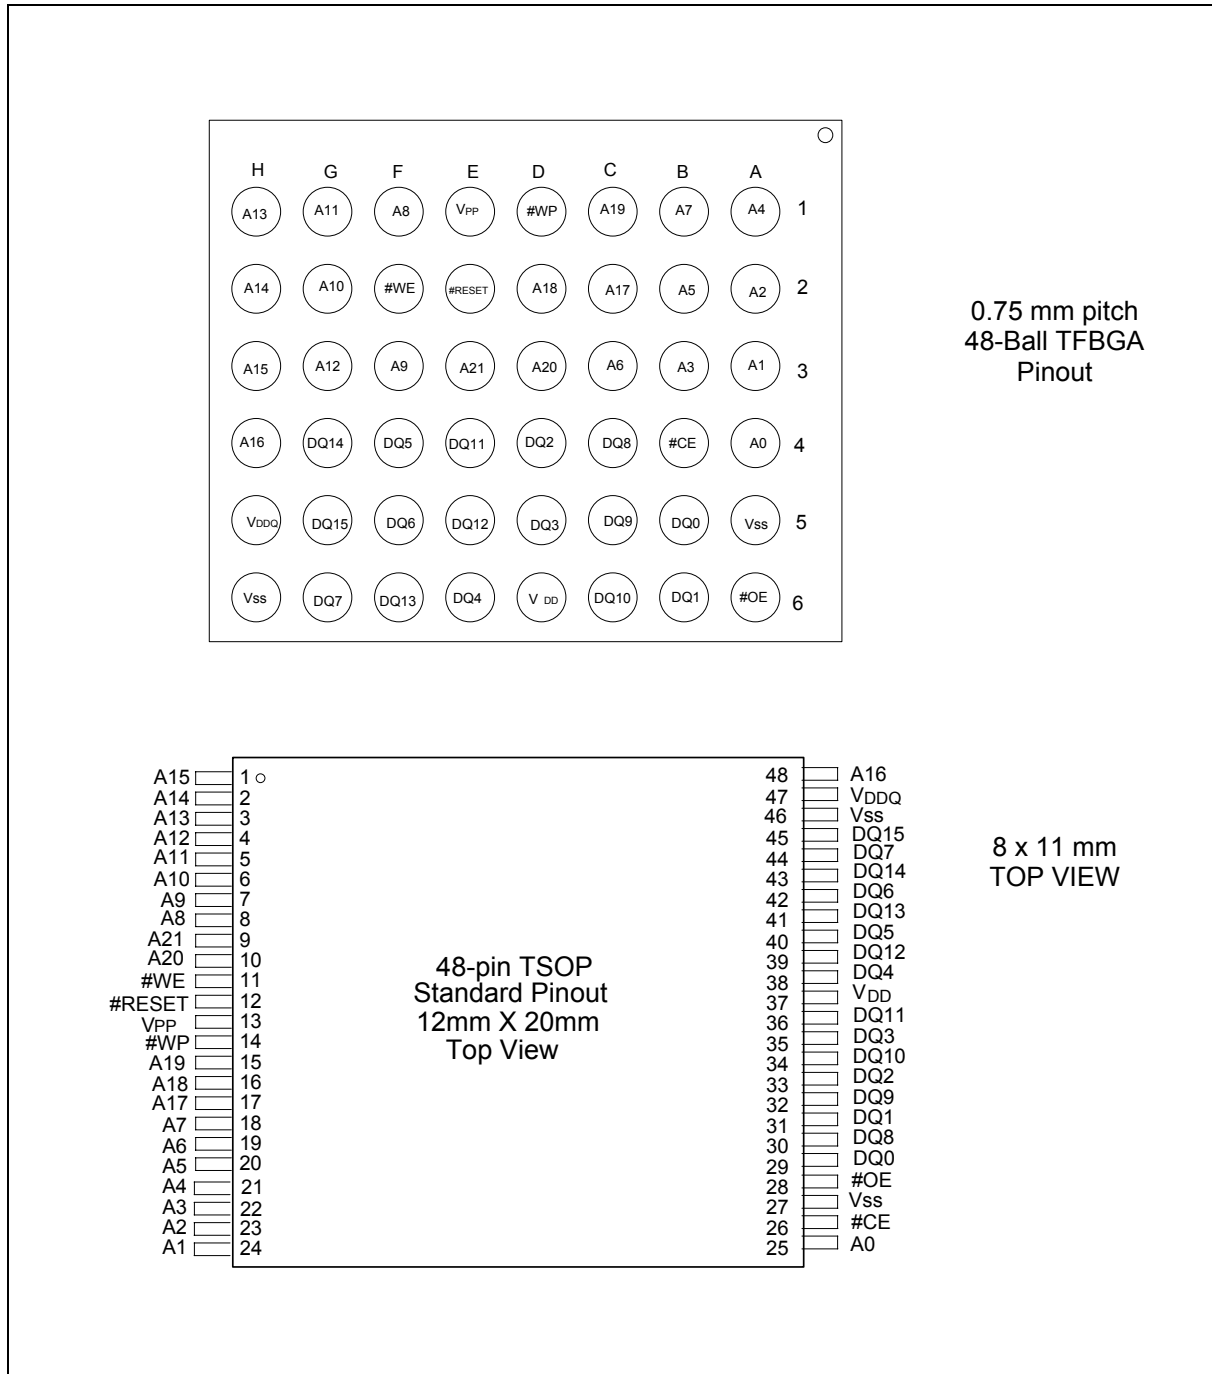 H G F E D C B A
A13 A11 A8 VPP #WP A19 A7 A4 1
A14 A10 #WE #RESET A18 A17 A5 A2 2
A15 A12 A9 A21 A20 A6 A3 A1 3
A16 DQ14 DQ5 DQ11 DQ2 DQ8 #CE A0 4
VDDQ DQ15 DQ6 DQ12 DQ3 DQ9 DQ0 Vss 5
Vss DQ7 DQ13 DQ4 V DD DQ10 DQ1 #OE 6
0.75 mm pitch
48-Ball TFBGA
Pinout
A15 1 48 A16
A14 2 47 VDDQ
A13 3 46 Vss
A12 4 45 DQ15
A11 5 44 DQ7
A10 6 43 DQ14
A9 7 42 DQ6
A8 8 41 DQ13
A21 9 40 DQ5
A20 10 39 DQ12
#WE 11 38 DQ4
#RESET 12 37 VDD
VPP 13 36 DQ11
#WP 14 35 DQ3
A19 15 34 DQ10
A18 16 33 DQ2
A17 17 32 DQ9
A7 18 31 DQ1
A6 19 30 DQ8
A5 20 29 DQ0
A4 21 28 #OE
A3 22 27 Vss
A2 23 26 #CE
A1 24 25 A0
48-pin TSOP
Standard Pinout
12mm X 20mm
Top View
8 x 11 mm
TOP VIEW